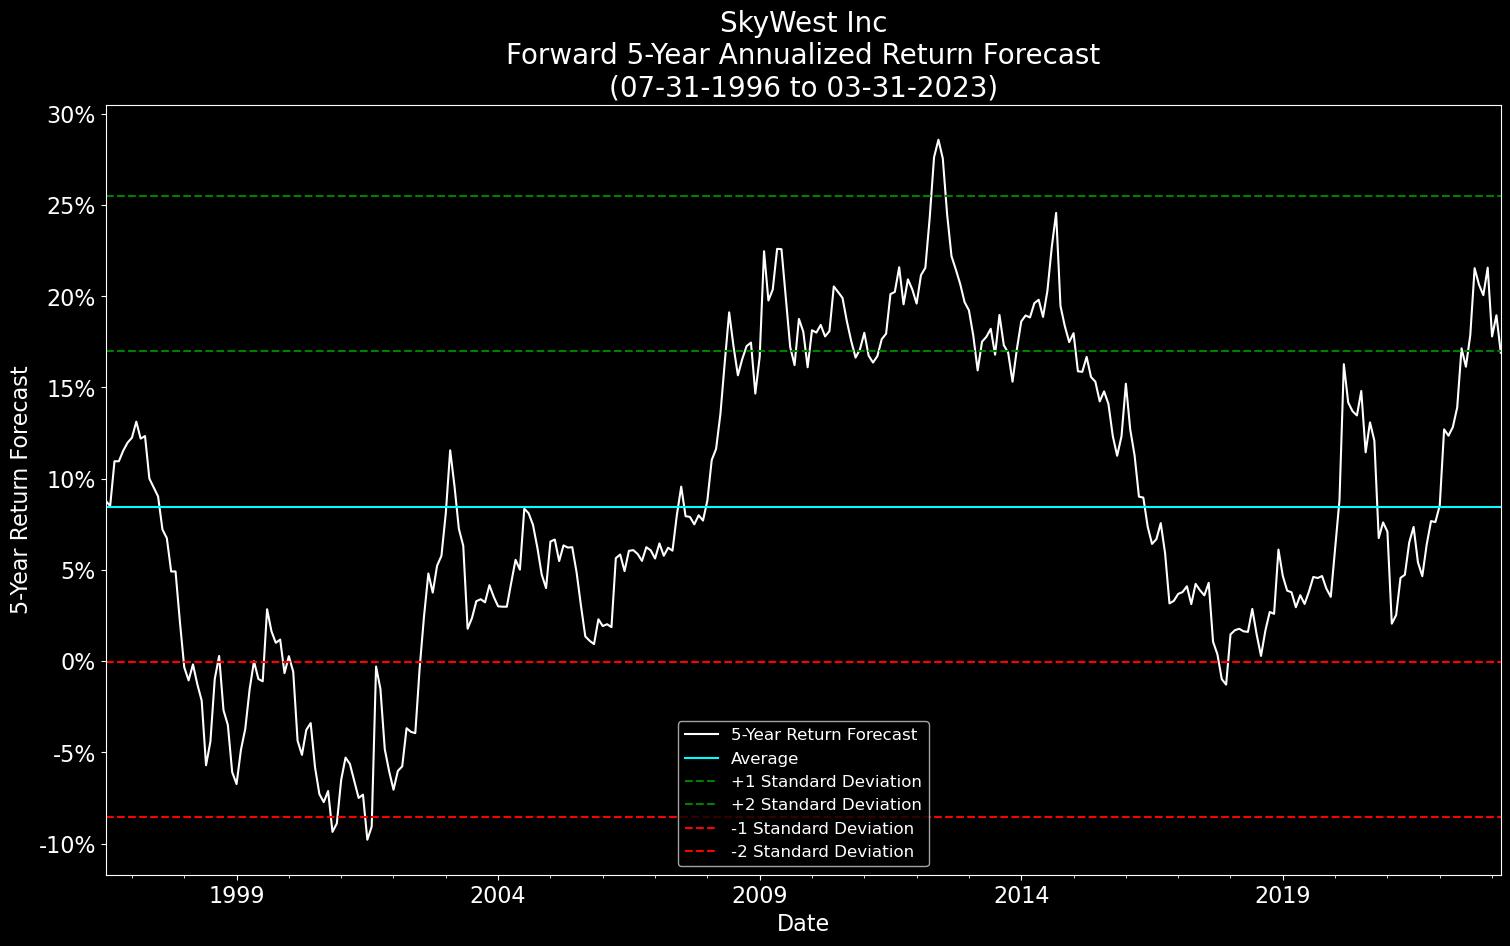 SkyWest Inc
Forward 5-Year Annualized Return Forecast
(07-31-1996 to 03-31-2023)
30%
25%
20%
15%
10%
5%
0%
-5%
-10%
5-Year Return Forecast
5-Year Return Forecast
Average
+1 Standard Deviation
+2 Standard Deviation
-1 Standard Deviation
-2 Standard Deviation
1999 2004 2009 2014 2019
Date